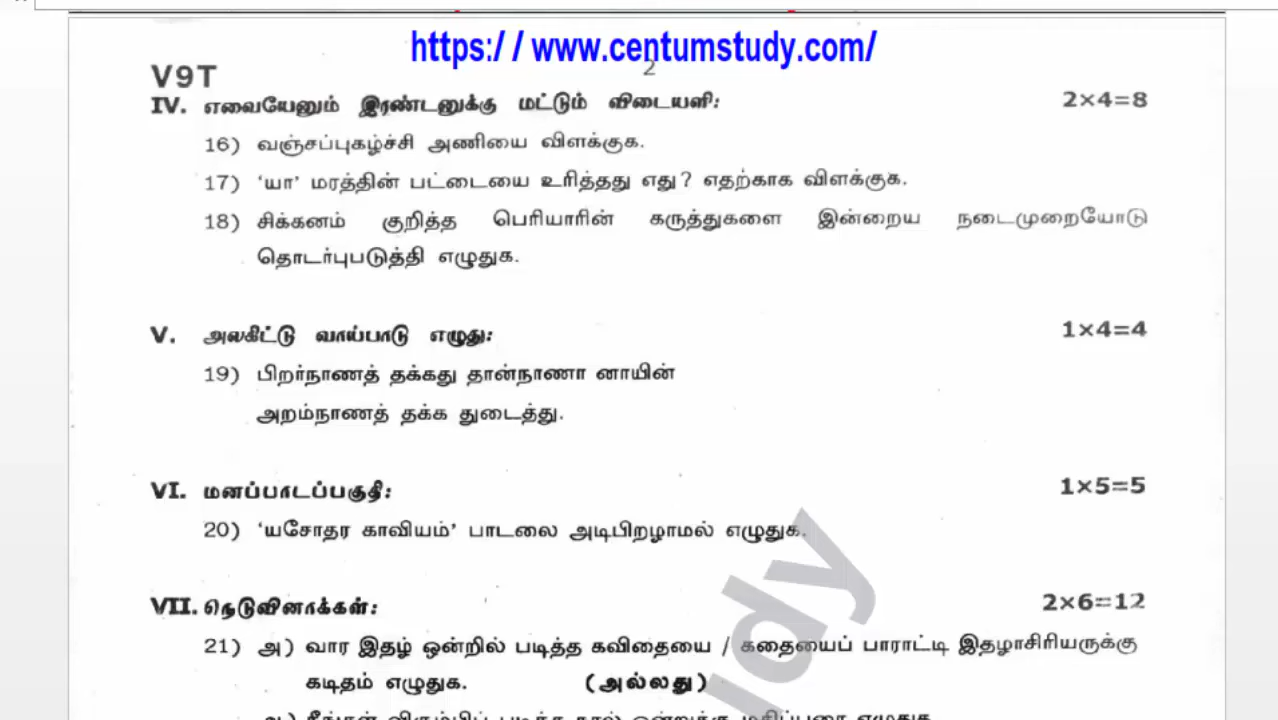 https:// www.centumstudy.com/
V9T 2
IV. எவையேனும் இரண்டனுக்கு மட்டும் விடையளி: 2×4=8
16) வஞ்சப்புகழ்ச்சி அணியை விளக்குக.
17) ‘யா’ மரத்தின் பட்டையை உரித்தது எது? எதற்காக விளக்குக.
18) சிக்கனம் குறித்த பெரியாரின் கருத்துகளை இன்றைய நடைமுறையோடு
தொடர்புபடுத்தி எழுதுக.
V. அலகிட்டு வாய்பாடு எழுது: 1×4=4
19) பிறர்நாணத் தக்கது தான்நாணா னாயின்
அறம்நாணத் தக்க துடைத்து.
VI. மனப்பாடப்பகுதி: 1×5=5
20) ‘யசோதர காவியம்’ பாடலை அடிபிறழாமல் எழுதுக.
VII. நெடுவினாக்கள்: 2×6=12
21) அ) வார இதழ் ஒன்றில் படித்த கவிதையை / கதையைப் பாராட்டி இதழாசிரியருக்கு
கடிதம் எழுதுக. (அல்லது)
dy